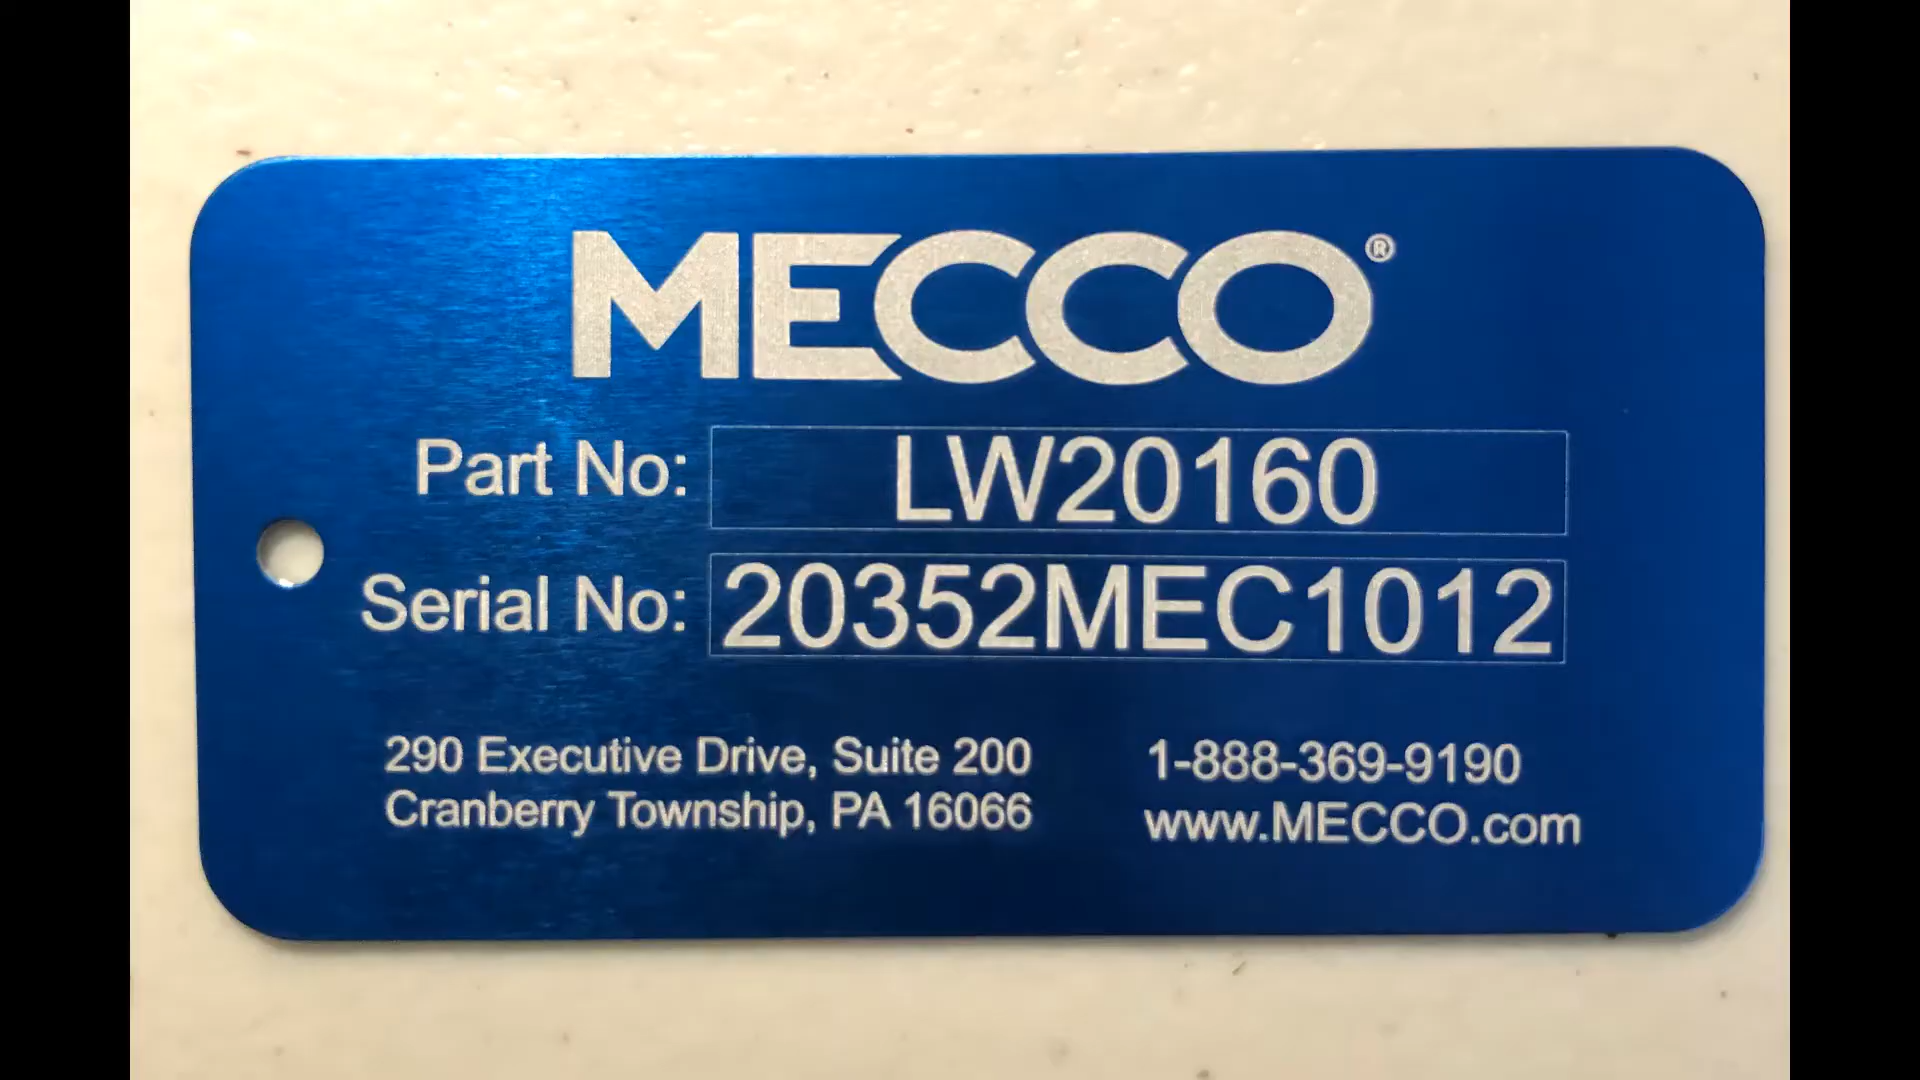 MECCO®
Part No: LW20160
Serial No: 20352MEC1012
290 Executive Drive, Suite 200 1-888-369-9190
Cranberry Township, PA 16066 www.MECCO.com